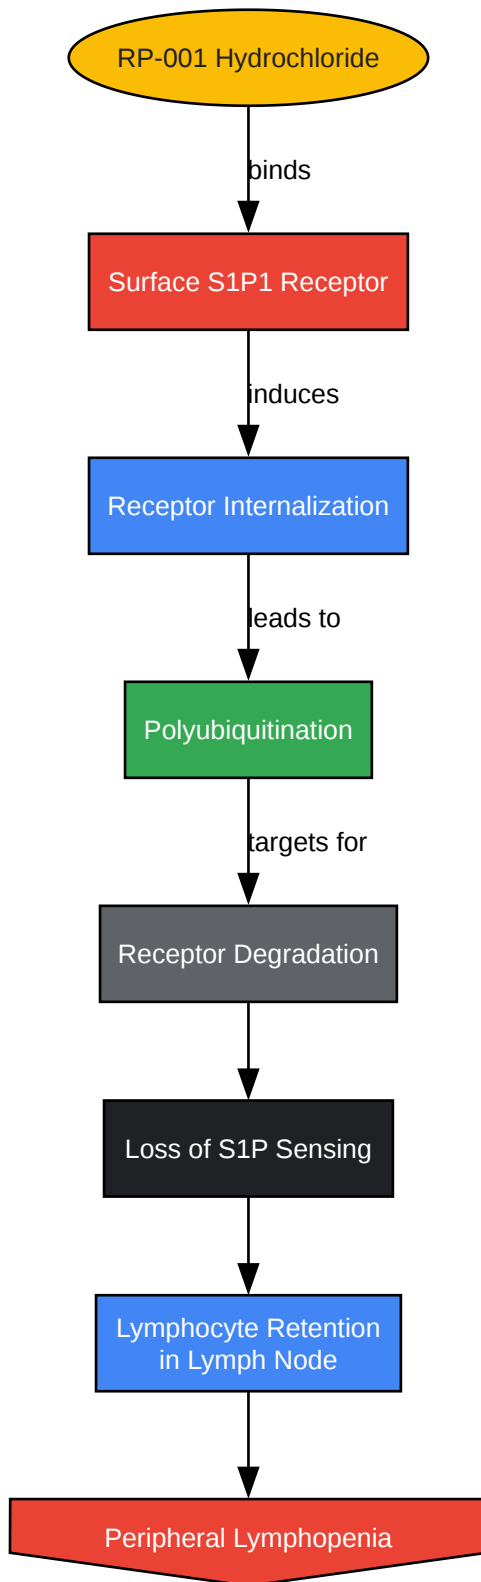 RP-001 Hydrochloride
binds
Surface S1P1 Receptor
induces
Receptor Internalization
leads to
Polyubiquitination
targets for
Receptor Degradation
Loss of S1P Sensing
Lymphocyte Retention
in Lymph Node
Peripheral Lymphopenia